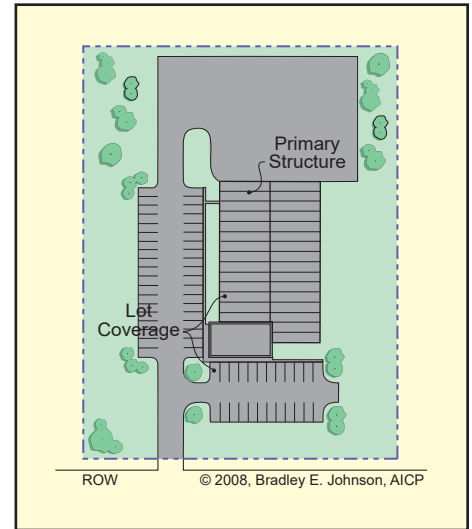 Primary
Structure
Lot
Coverage
ROW
© 2008, Bradley E. Johnson, AICP